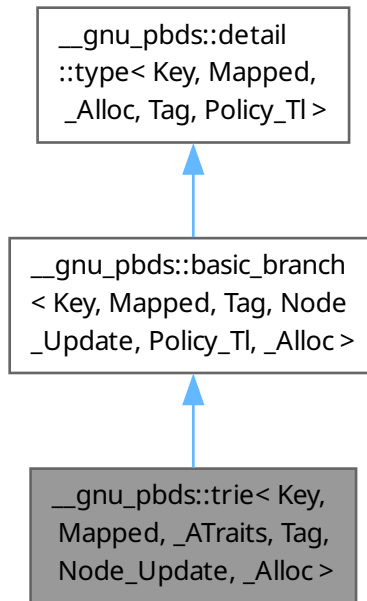 __gnu_pbds::detail
::type< Key, Mapped,
_Alloc, Tag, Policy_Tl >
__gnu_pbds::basic_branch
< Key, Mapped, Tag, Node
_Update, Policy_Tl, _Alloc >
__gnu_pbds::trie< Key,
Mapped, _ATraits, Tag,
Node_Update, _Alloc >